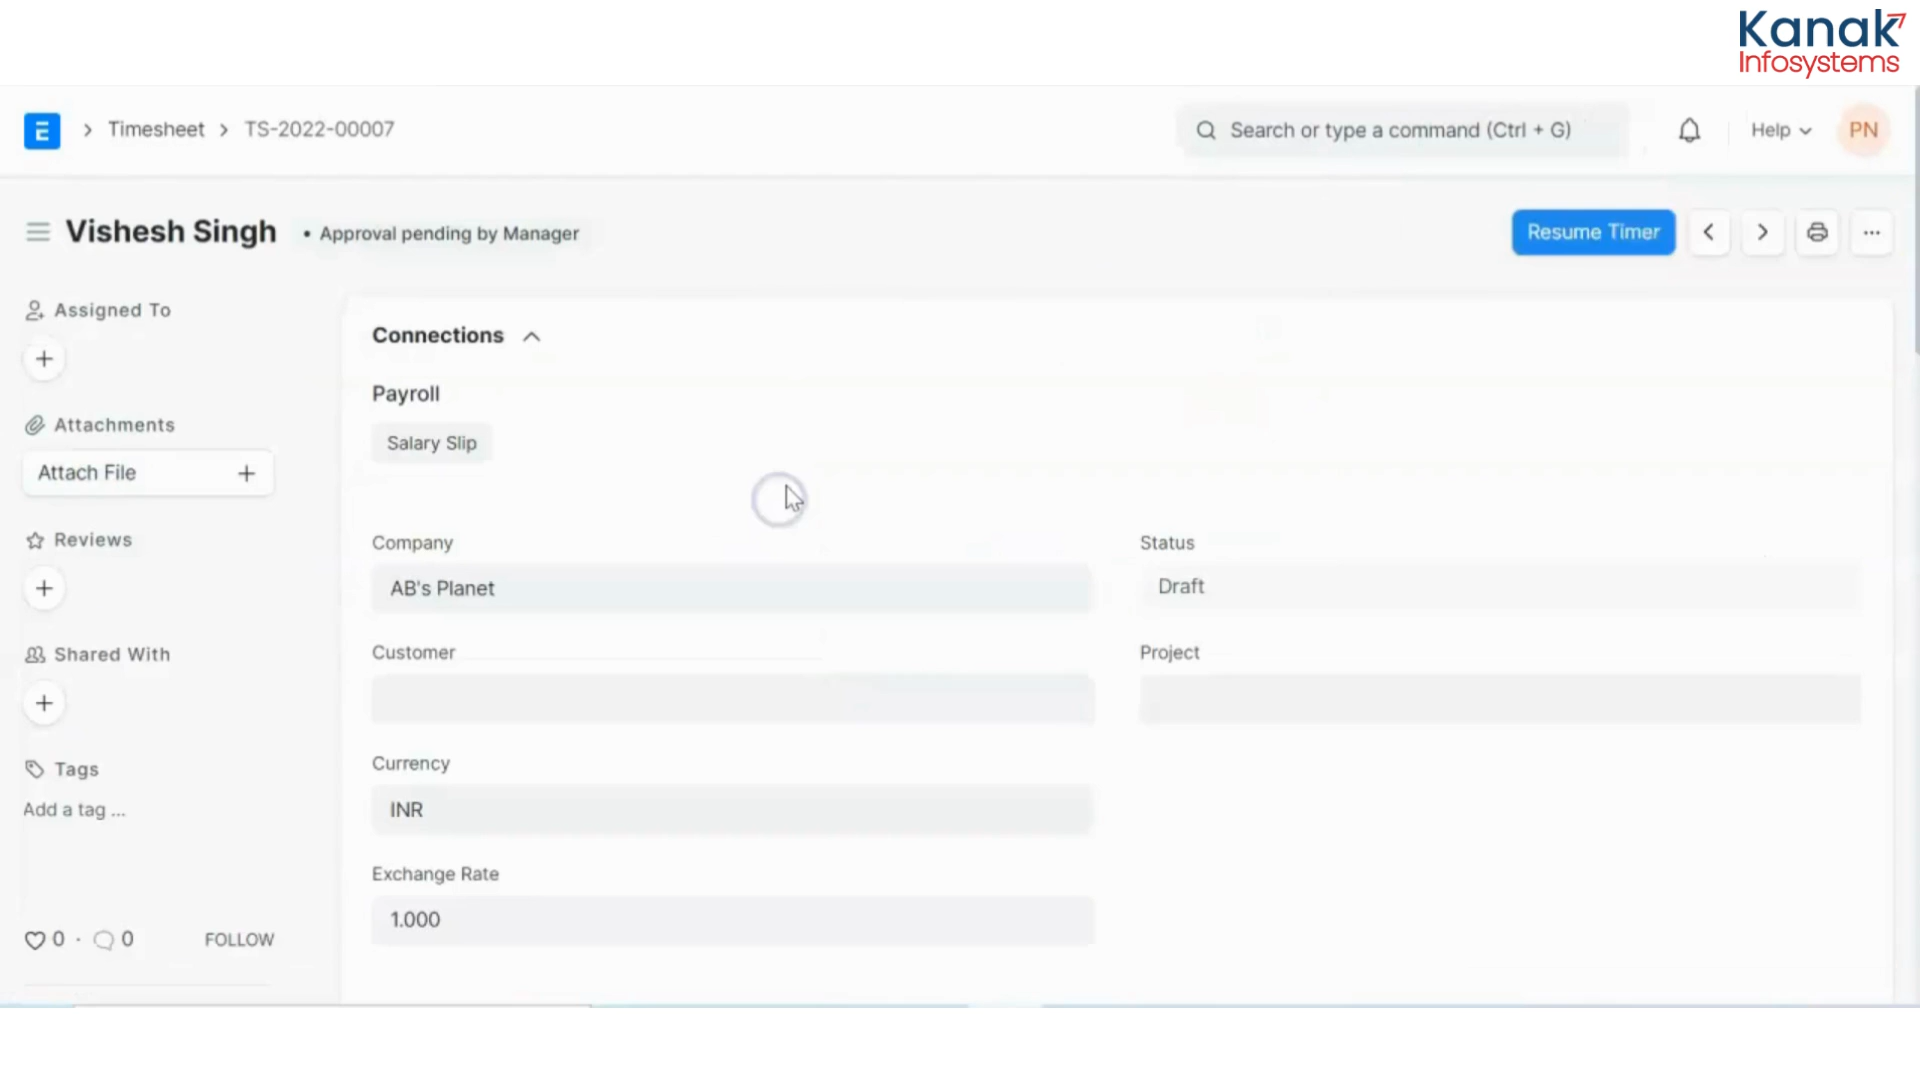 Kanak
Infosystems
E > Timesheet > TS-2022-00007
Search or type a command (Ctrl + G)
Help
PN
Vishesh Singh
• Approval pending by Manager
Resume Timer
Assigned To
Attachments
Attach File
Reviews
Shared With
Tags
Add a tag ...
0 · 0
FOLLOW
Connections
Payroll
Salary Slip
Company
AB's Planet
Status
Draft
Customer
Project
Currency
INR
Exchange Rate
1.000